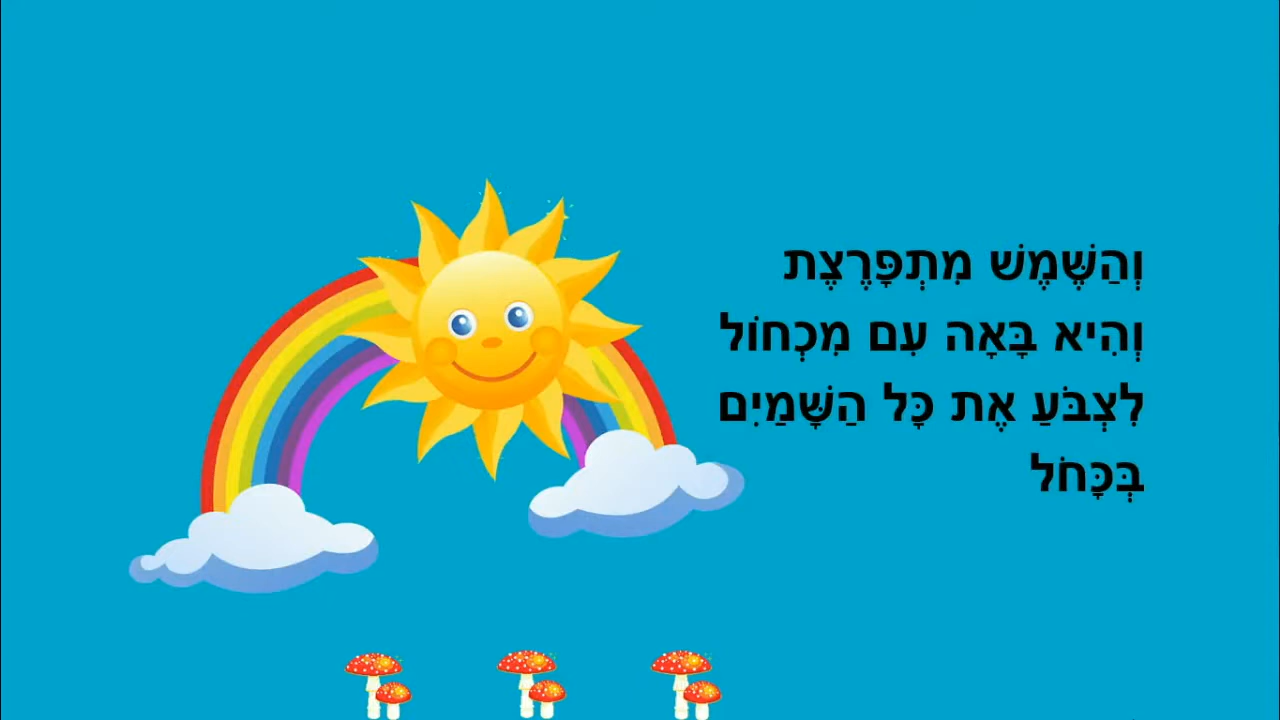 וְהַשֶּׁמֶשׁ מִתְפָּרֶצֶת
וְהִיא בָּאָה עִם מִכְחוֹל
לִצְבֹּעַ אֶת כָּל הַשָּׁמַיִם
בְּכָּחֹל